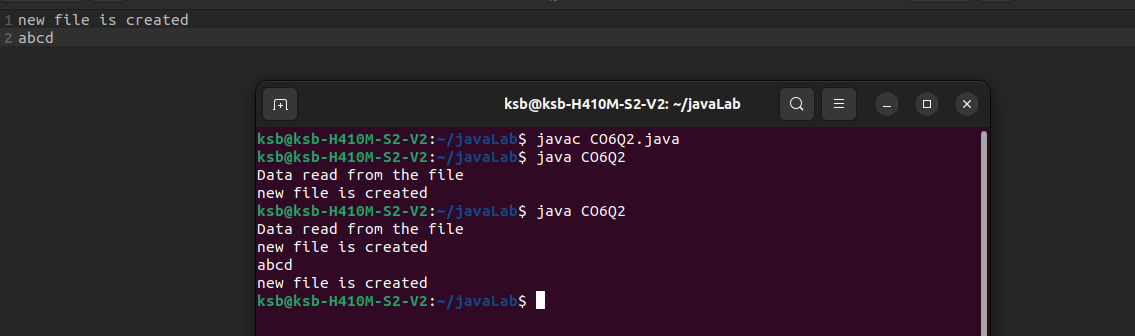 1 new file is created
2 abcd
ksb@ksb-H410M-S2-V2: ~/javaLab
ksb@ksb-H410M-S2-V2:~/javaLab$ javac CO6Q2.java
ksb@ksb-H410M-S2-V2:~/javaLab$ java CO6Q2
Data read from the file
new file is created
ksb@ksb-H410M-S2-V2:~/javaLab$ java CO6Q2
Data read from the file
new file is created
abcd
new file is created
ksb@ksb-H410M-S2-V2:~/javaLab$